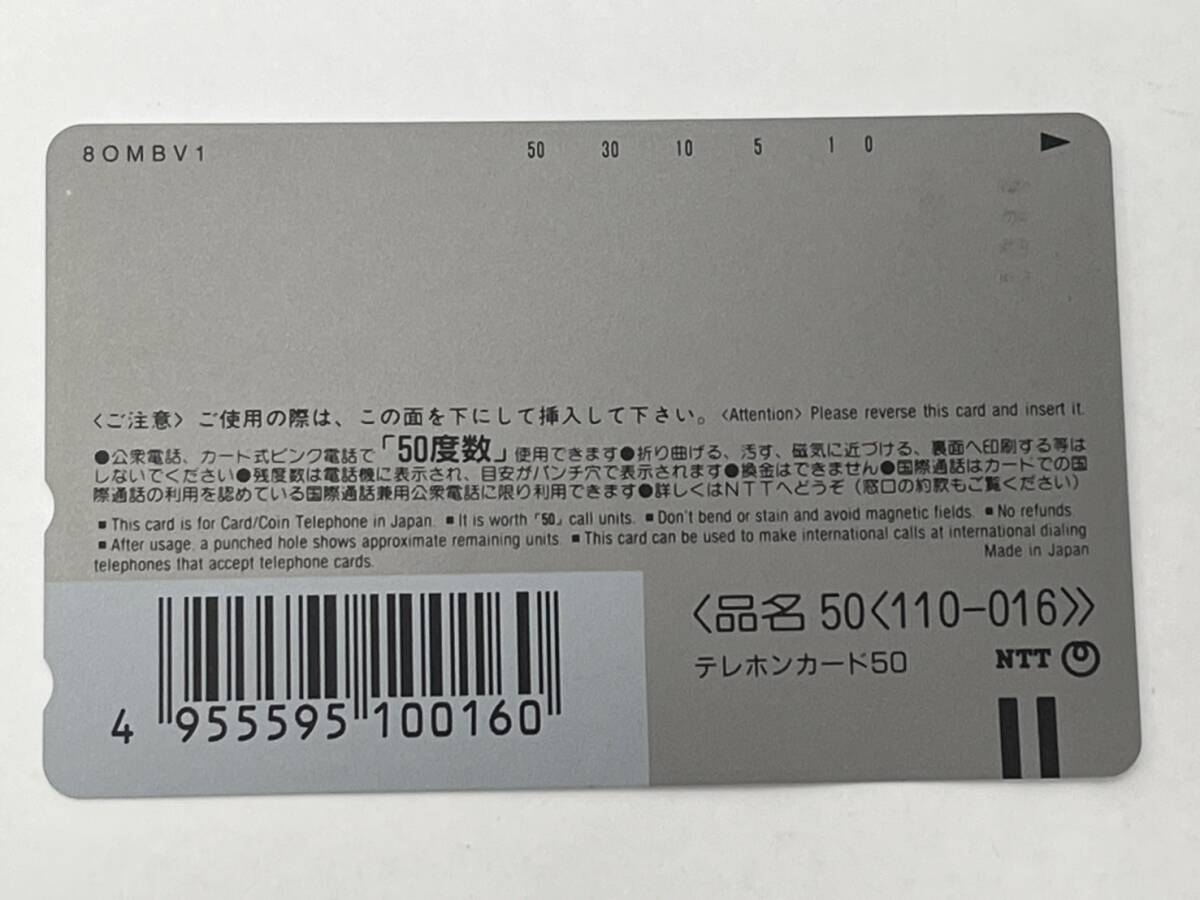 8OMBV1 50 30 10 5 1 0
〈ご注意〉ご使用の際は、この面を下にして挿入して下さい。〈Attention〉Please reverse this card and insert it.
●公衆電話、カード式ピンク電話で「50度数」使用できます●折り曲げる、汚す、磁気に近づける、裏面へ印刷する等は
しないでください●残度数は電話機に表示され、目安がパンチ穴で表示されます●換金はできません●国際通話はカードでの国
際通話の利用を認めている国際通話兼用公衆電話に限り利用できます●詳しくはNTTへどうぞ（窓口の約款もご覧ください）
■This card is for Card/Coin Telephone in Japan. ■It is worth「50」call units. ■Don't bend or stain and avoid magnetic fields. ■No refunds.
■After usage, a punched hole shows approximate remaining units. ■This card can be used to make international calls at international dialing
telephones that accept telephone cards. Made in Japan
〈品名 50〈110-016〉〉
テレホンカード50 NTT
4 955595 100160